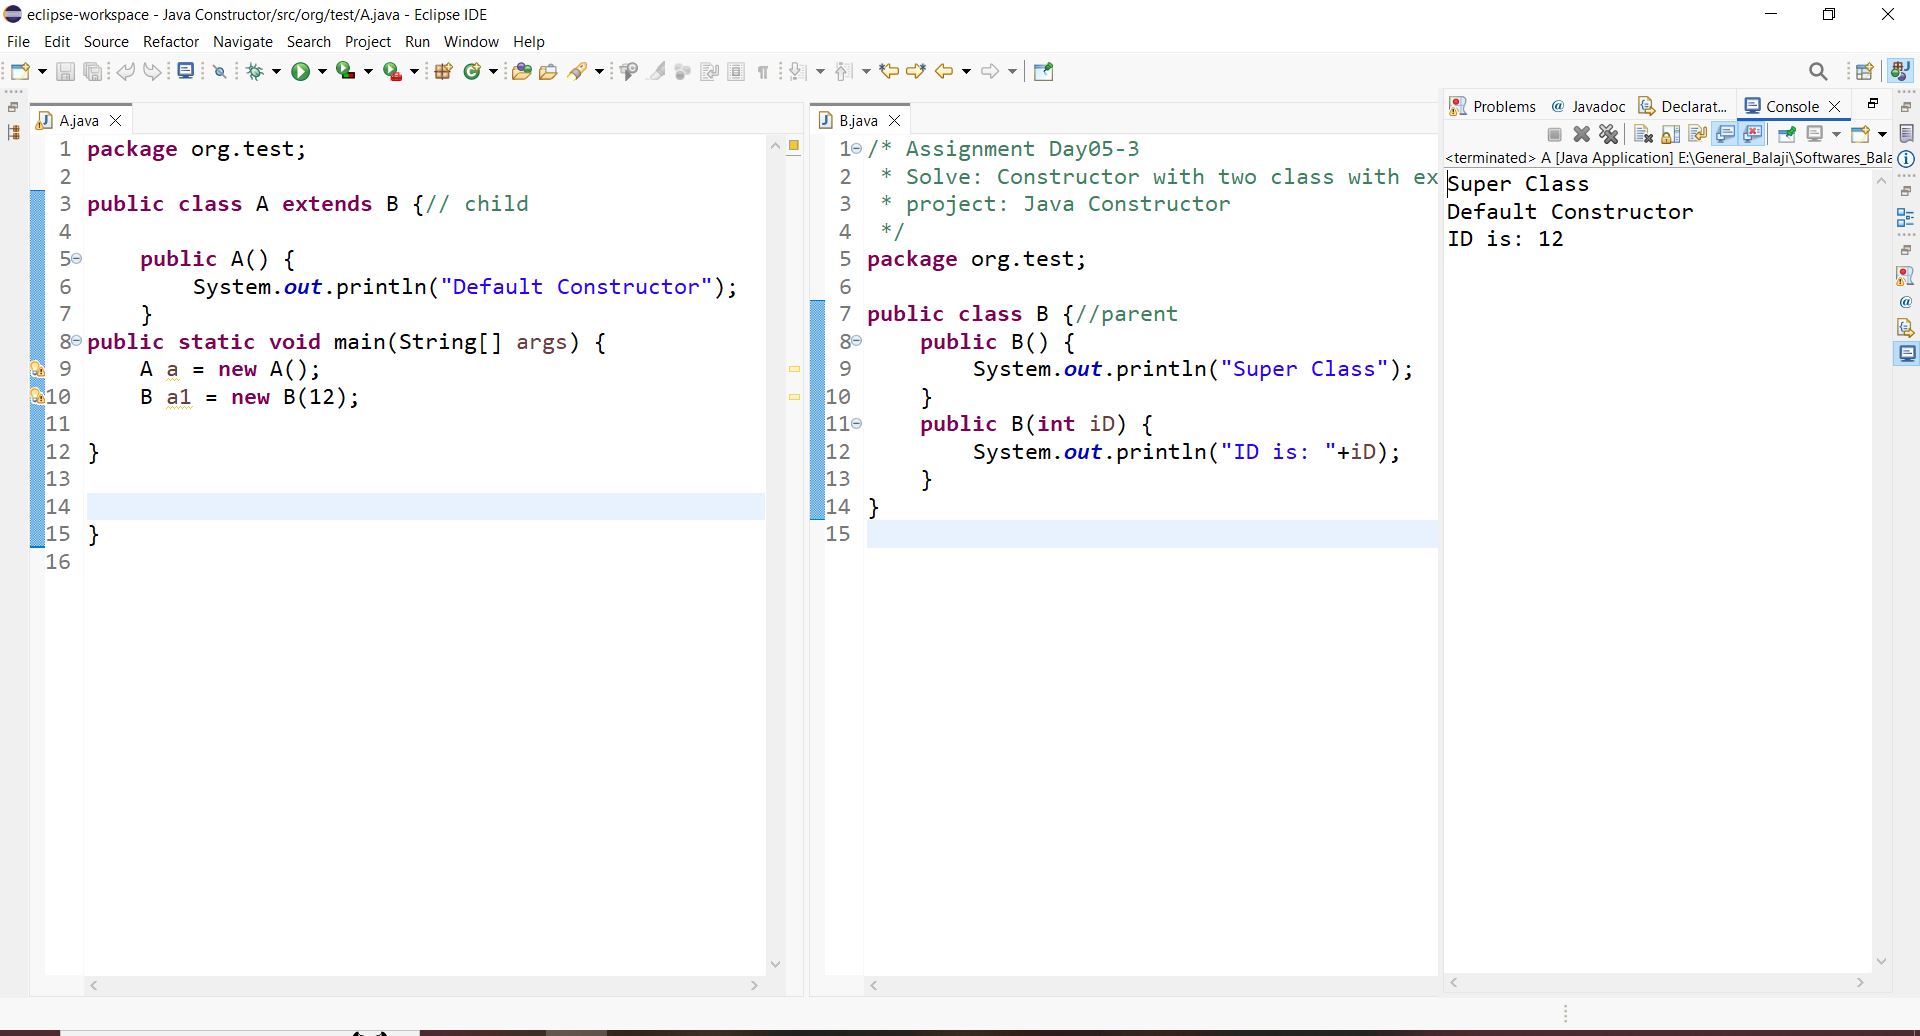 eclipse-workspace - Java Constructor/src/org/test/A.java - Eclipse IDE
File Edit Source Refactor Navigate Search Project Run Window Help
A.java
1 package org.test;
2
3 public class A extends B {// child
4
5 public A() {
6 System.out.println("Default Constructor");
7 }
8 public static void main(String[] args) {
9 A a = new A();
10 B a1 = new B(12);
11
12 }
13
14
15 }
16
B.java
1 /* Assignment Day05-3
2 * Solve: Constructor with two class with ex
3 * project: Java Constructor
4 */
5 package org.test;
6
7 public class B {//parent
8 public B() {
9 System.out.println("Super Class");
10 }
11 public B(int iD) {
12 System.out.println("ID is: "+iD);
13 }
14 }
15
Problems @ Javadoc Declarat... Console
<terminated> A [Java Application] E:\General_Balaji\Softwares_Bala
Super Class
Default Constructor
ID is: 12